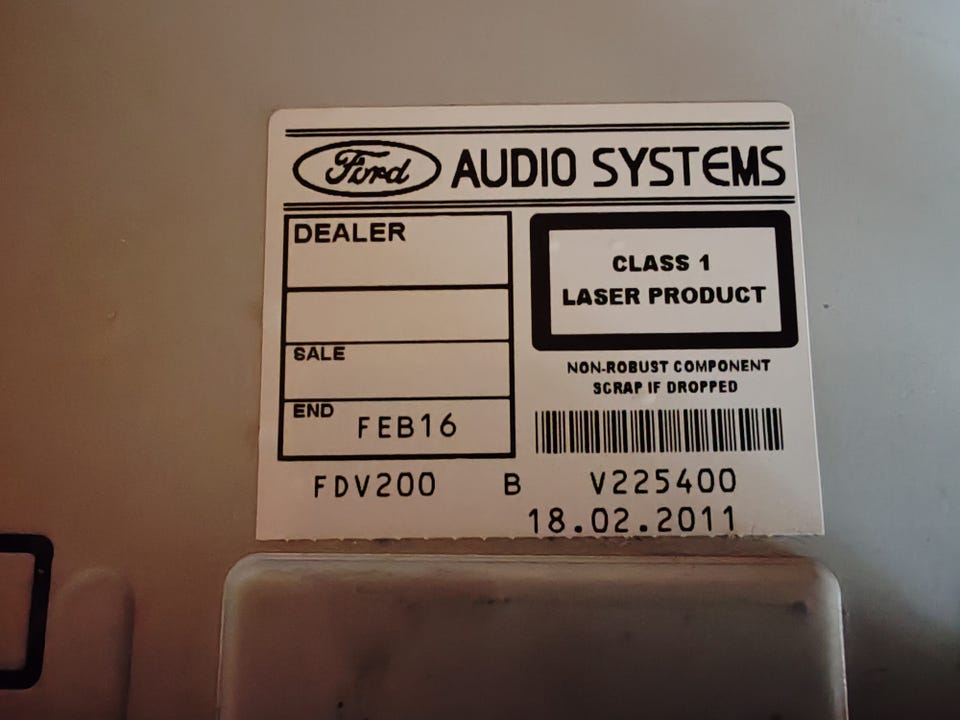 Ford AUDIO SYSTEMS
DEALER
SALE
END FEB16
CLASS 1
LASER PRODUCT
NON-ROBUST COMPONENT
SCRAP IF DROPPED
FDV200 B V225400
18.02.2011